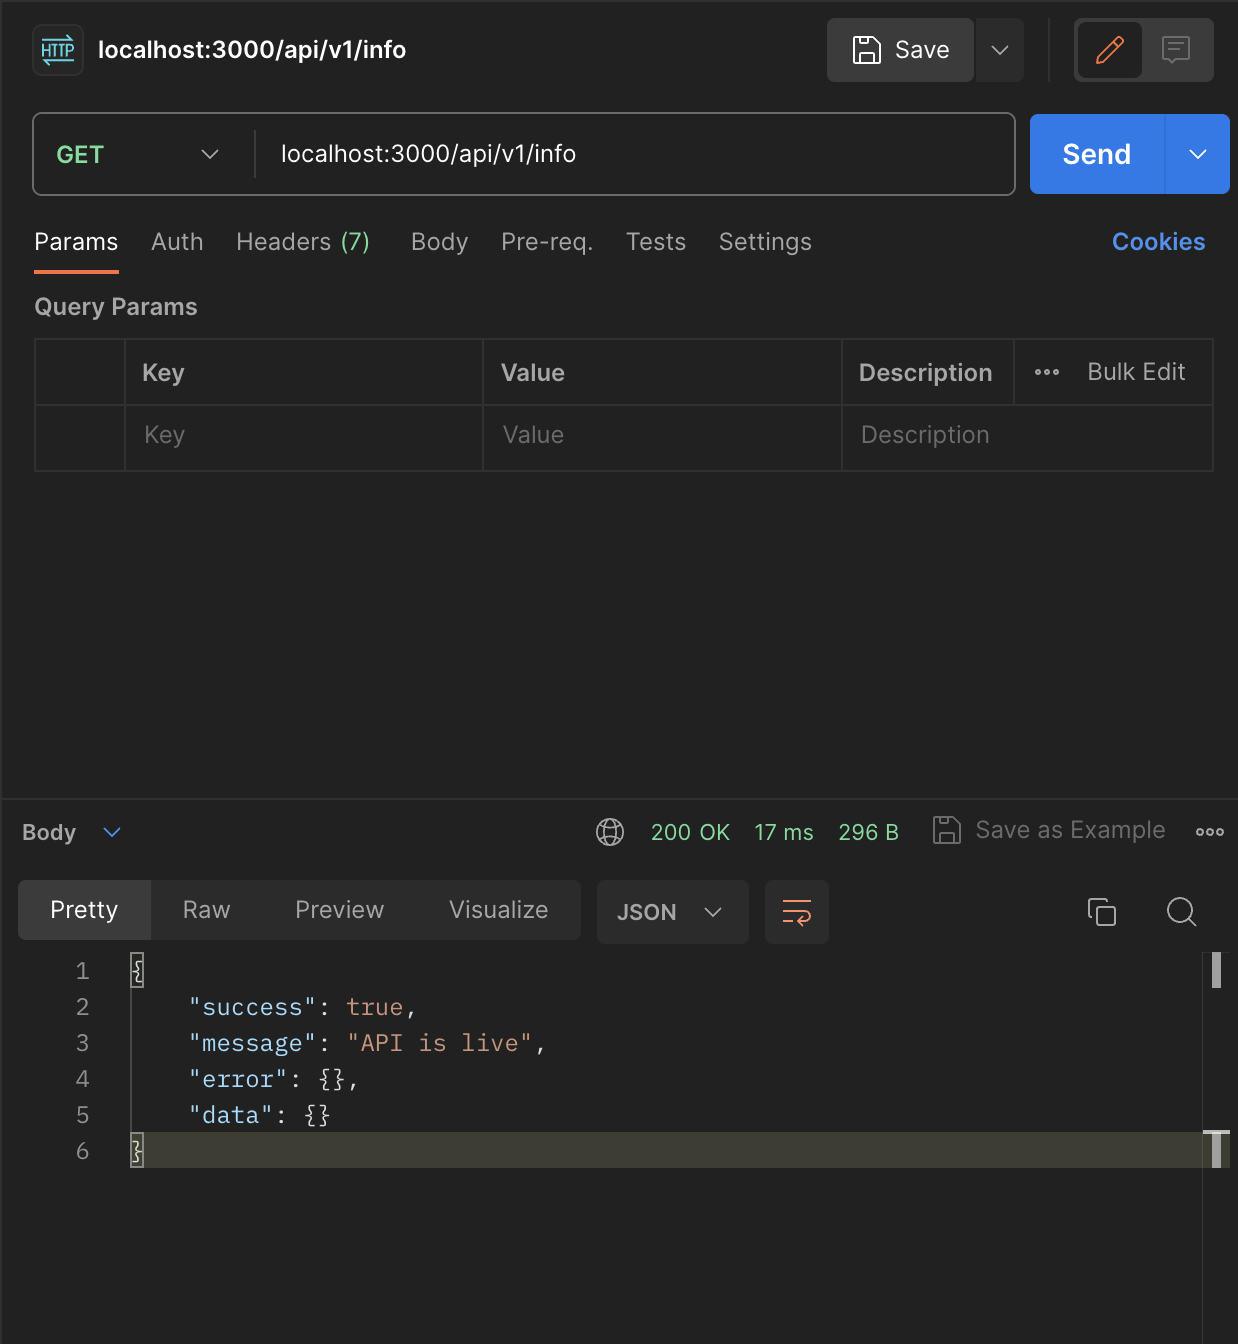 HTTP localhost:3000/api/v1/info Save
GET localhost:3000/api/v1/info Send
Params Auth Headers (7) Body Pre-req. Tests Settings Cookies
Query Params
Key Value Description Bulk Edit
Key Value Description
Body 200 OK 17 ms 296 B Save as Example
Pretty Raw Preview Visualize JSON
1 {
2 "success": true,
3 "message": "API is live",
4 "error": {},
5 "data": {}
6 }